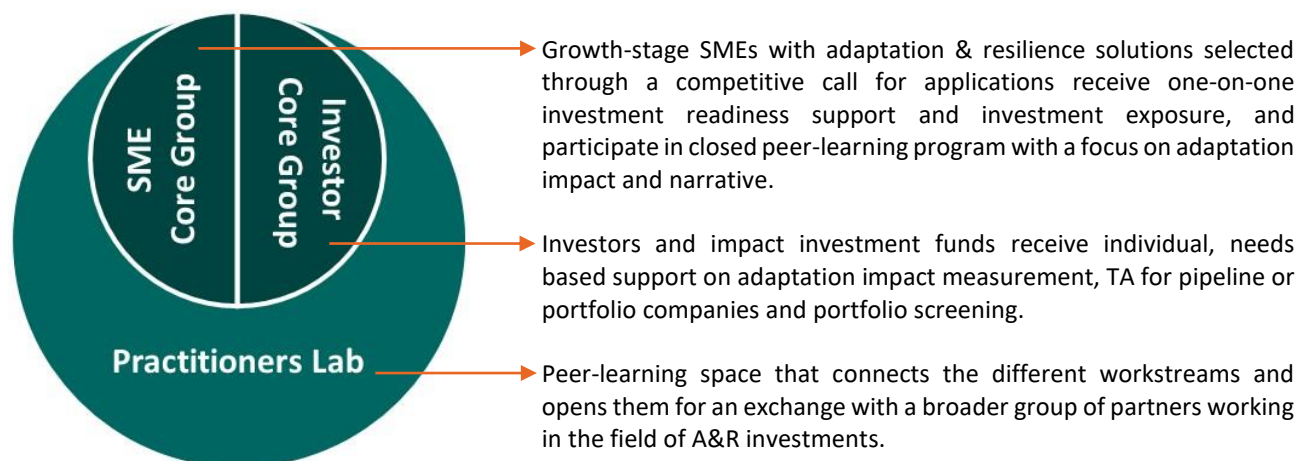 SME
Core Group
Investor
Core Group
Practitioners Lab
Growth-stage SMEs with adaptation & resilience solutions selected
through a competitive call for applications receive one-on-one
investment readiness support and investment exposure, and
participate in closed peer-learning program with a focus on adaptation
impact and narrative.
Investors and impact investment funds receive individual, needs
based support on adaptation impact measurement, TA for pipeline or
portfolio companies and portfolio screening.
Peer-learning space that connects the different workstreams and
opens them for an exchange with a broader group of partners working
in the field of A&R investments.